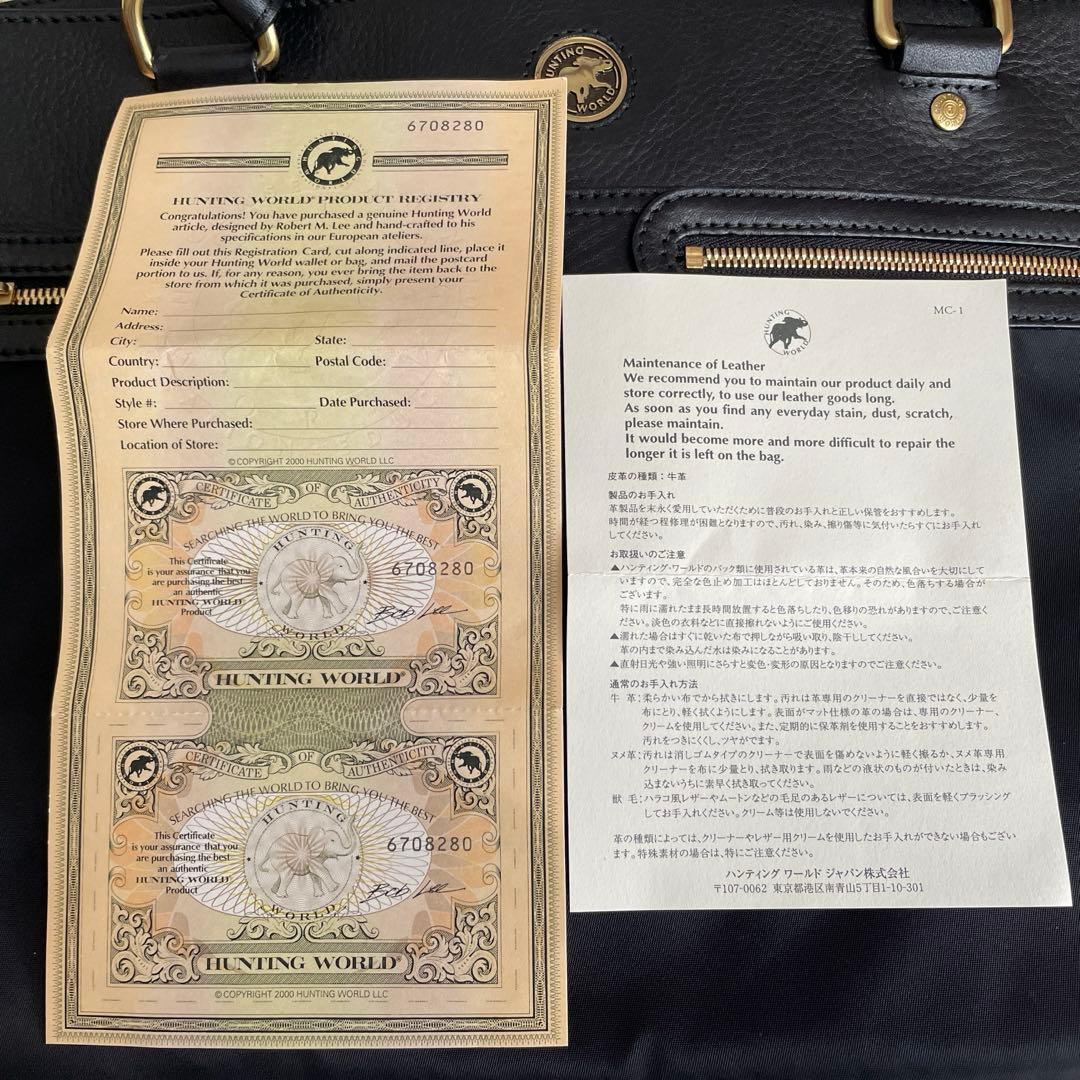 HUNTING
WORLD
6708280
HUNTING
WORLD
HUNTING WORLD® PRODUCT REGISTRY
Congratulations! You have purchased a genuine Hunting World
article, designed by Robert M. Lee and hand-crafted to his
specifications in our European ateliers.
Please fill out this Registration Card, cut along indicated line, place it
inside your Hunting World wallet or bag, and mail the postcard
portion to us. If, for any reason, you ever bring the item back to the
store from which it was purchased, simply present your
Certificate of Authenticity.
Name:
Address:
City: State:
Country: Postal Code:
Product Description:
Style #: Date Purchased:
Store Where Purchased:
Location of Store:
© COPYRIGHT 2000 HUNTING WORLD LLC
CERTIFICATE OF AUTHENTICITY
SEARCHING THE WORLD TO BRING YOU THE BEST
HUNTING
This Certificate
is your assurance that you
are purchasing the best
an authentic
HUNTING WORLD
Product
6708280
Bob Lee
WORLD
HUNTING WORLD®
CERTIFICATE OF AUTHENTICITY
SEARCHING THE WORLD TO BRING YOU THE BEST
HUNTING
This Certificate
is your assurance that you
are purchasing the best
an authentic
HUNTING WORLD
Product
6708280
Bob Lee
WORLD
HUNTING WORLD®
© COPYRIGHT 2000 HUNTING WORLD LLC
MC-1
HUNTING
WORLD
Maintenance of Leather
We recommend you to maintain our product daily and
store correctly, to use our leather goods long.
As soon as you find any everyday stain, dust, scratch,
please maintain.
It would become more and more difficult to repair the
longer it is left on the bag.
皮革の種類：牛革
製品のお手入れ
革製品を末永く愛用していただくために普段のお手入れと正しい保管をおすすめします。
時間が経つ程修理が困難となりますので、汚れ、染み、擦り傷等に気付いたらすぐにお手入れ
してください。
お取扱いのご注意
▲ハンティング・ワールドのバック類に使用されている革は、革本来の自然な風合いを大切にして
いますので、完全な色止め加工はほとんどしておりません。そのため、色落ちする場合が
ございます。
特に雨に濡れたまま長時間放置すると色落ちしたり、色移りの恐れがありますので、ご注意く
ださい。淡色の衣料などに直接擦れないようにご使用ください。
▲濡れた場合はすぐに乾いた布で押しながら吸い取り、陰干ししてください。
革の内まで染み込んだ水は染みになることがあります。
▲直射日光や強い照明にさらすと変色・変形の原因となりますのでご注意ください。
通常のお手入れ方法
牛 革：柔らかい布でから拭きにします。汚れは革専用のクリーナーを直接ではなく、少量を
布にとり、軽く拭くようにします。表面がマット仕様の革の場合は、専用のクリーナー、
クリームを使用してください。また、定期的に保革剤を使用することをおすすめします。
汚れをつきにくくし、ツヤがでます。
ヌメ革：汚れは消しゴムタイプのクリーナーで表面を傷めないように軽く擦るか、ヌメ革専用
クリーナーを布に少量とり、拭き取ります。雨などの液状のものが付いたときは、染み
込まないうちに素早く拭き取ってください。
獣 毛：ハラコ風レザーやムートンなどの毛足のあるレザーについては、表面を軽くブラッシング
してお手入れください。クリーム等は使用しないでください。
革の種類によっては、クリーナーやレザー用クリームを使用したお手入れができない場合もござい
ます。特殊素材の場合は、特にご注意ください。
ハンティング ワールド ジャパン株式会社
〒107-0062 東京都港区南青山5丁目1-10-301